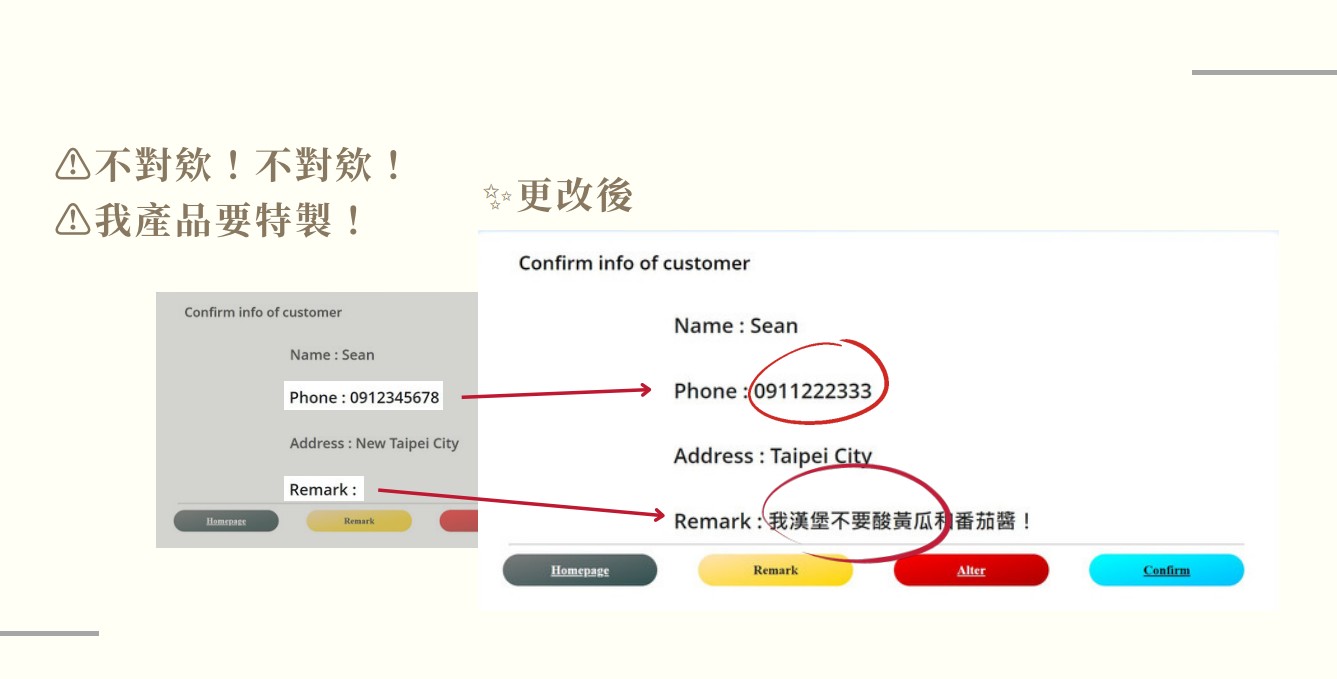 ⚠不對欸！不對欸！
⚠我產品要特製！
✨更改後
Confirm info of customer
Name : Sean
Phone : 0912345678
Address : New Taipei City
Remark :
Homepage
Remark
Confirm info of customer
Name : Sean
Phone : 0911222333
Address : Taipei City
Remark : 我漢堡不要酸黃瓜和番茄醬！
Homepage
Remark
Alter
Confirm